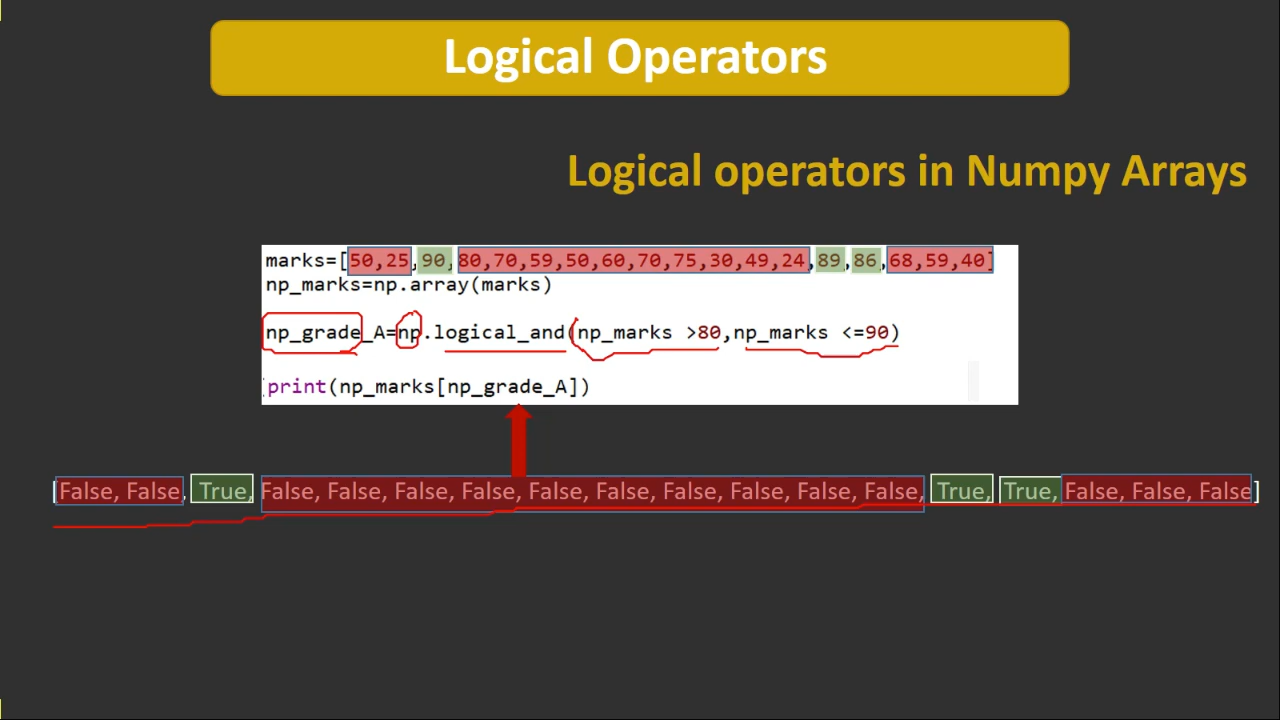 Logical Operators
Logical operators in Numpy Arrays
marks=[50,25,90,80,70,59,50,60,70,75,30,49,24,89,86,68,59,40]
np_marks=np.array(marks)
np_grade_A=np.logical_and(np_marks >80,np_marks <=90)
print(np_marks[np_grade_A])
[False, False, True, False, False, False, False, False, False, False, False, False, False, True, True, False, False, False]